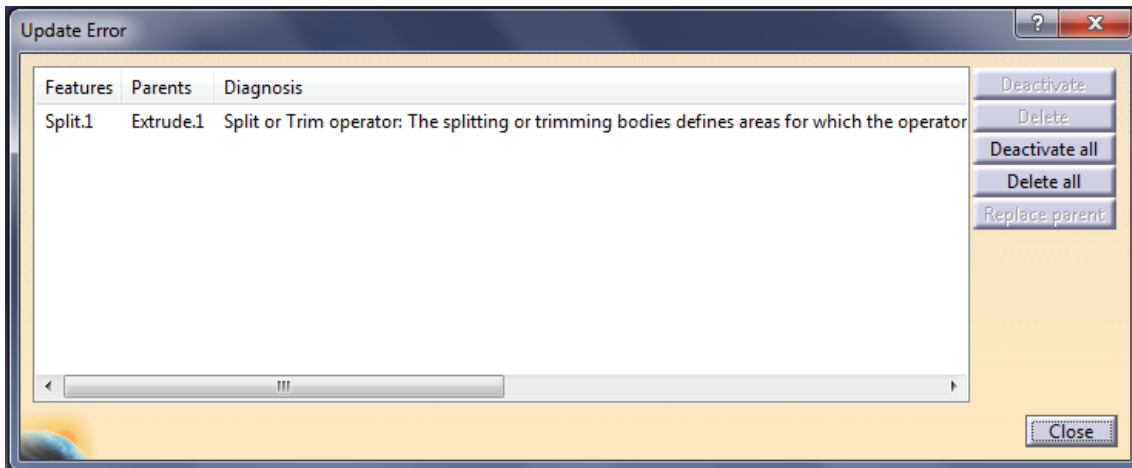 Update Error
Features Parents Diagnosis
Split.1 Extrude.1 Split or Trim operator: The splitting or trimming bodies defines areas for which the operator
Deactivate
Delete
Deactivate all
Delete all
Replace parent
Close